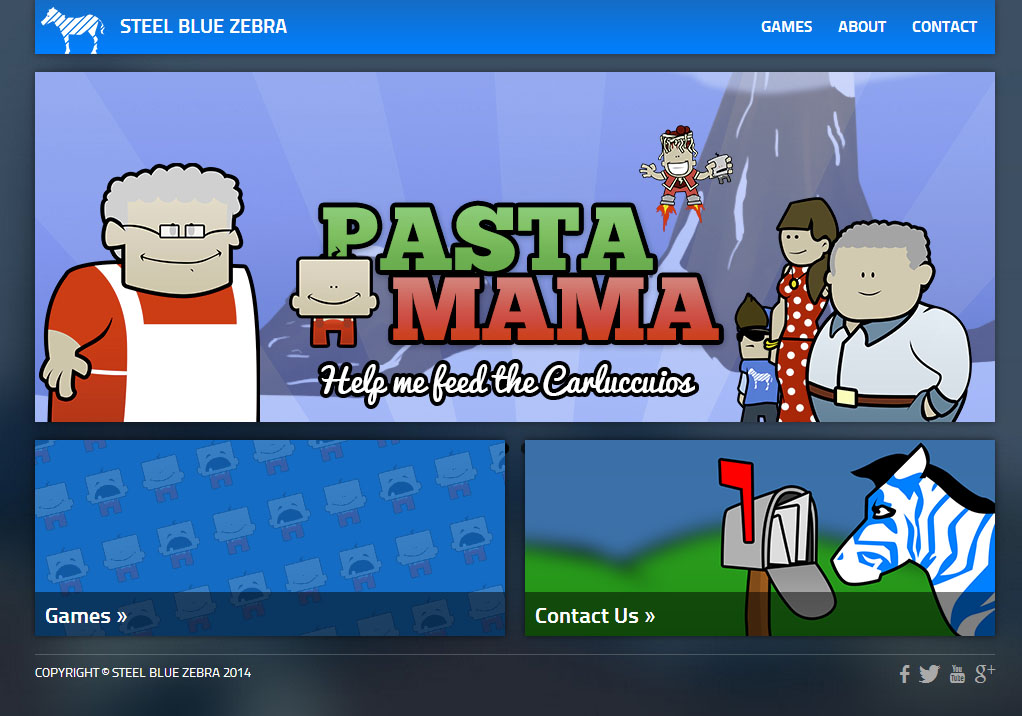 STEEL BLUE ZEBRA
GAMES ABOUT CONTACT
PASTA
MAMA
Help me feed the Carluccuios
Games »
Contact Us »
COPYRIGHT © STEEL BLUE ZEBRA 2014
You
Tube
g+